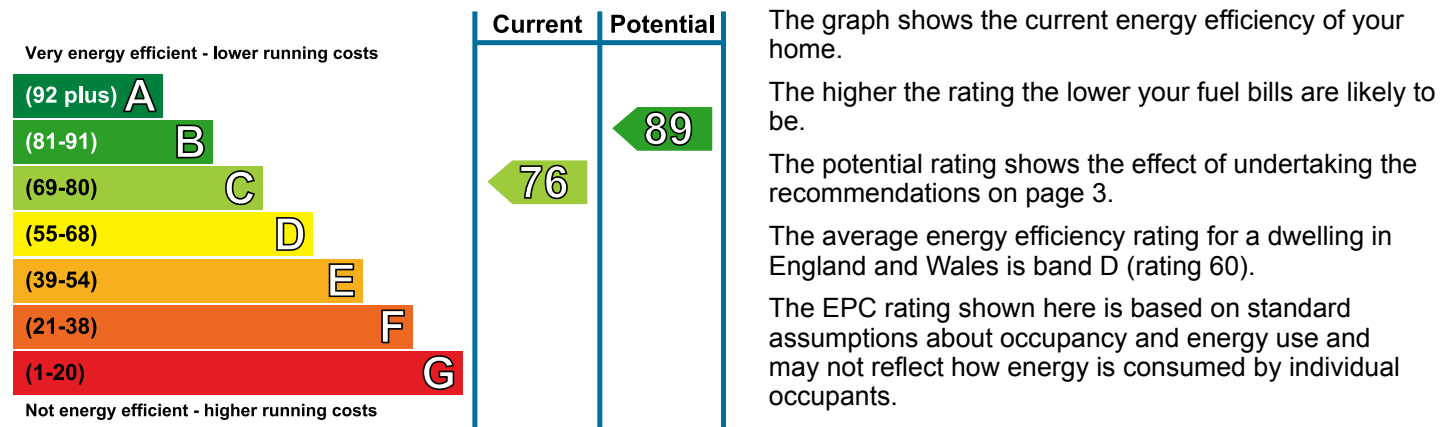 Current Potential
Very energy efficient - lower running costs
(92 plus) A
(81-91) B
89
(69-80) C
76
(55-68) D
(39-54) E
(21-38) F
(1-20) G
Not energy efficient - higher running costs
The graph shows the current energy efficiency of your
home.
The higher the rating the lower your fuel bills are likely to
be.
The potential rating shows the effect of undertaking the
recommendations on page 3.
The average energy efficiency rating for a dwelling in
England and Wales is band D (rating 60).
The EPC rating shown here is based on standard
assumptions about occupancy and energy use and
may not reflect how energy is consumed by individual
occupants.